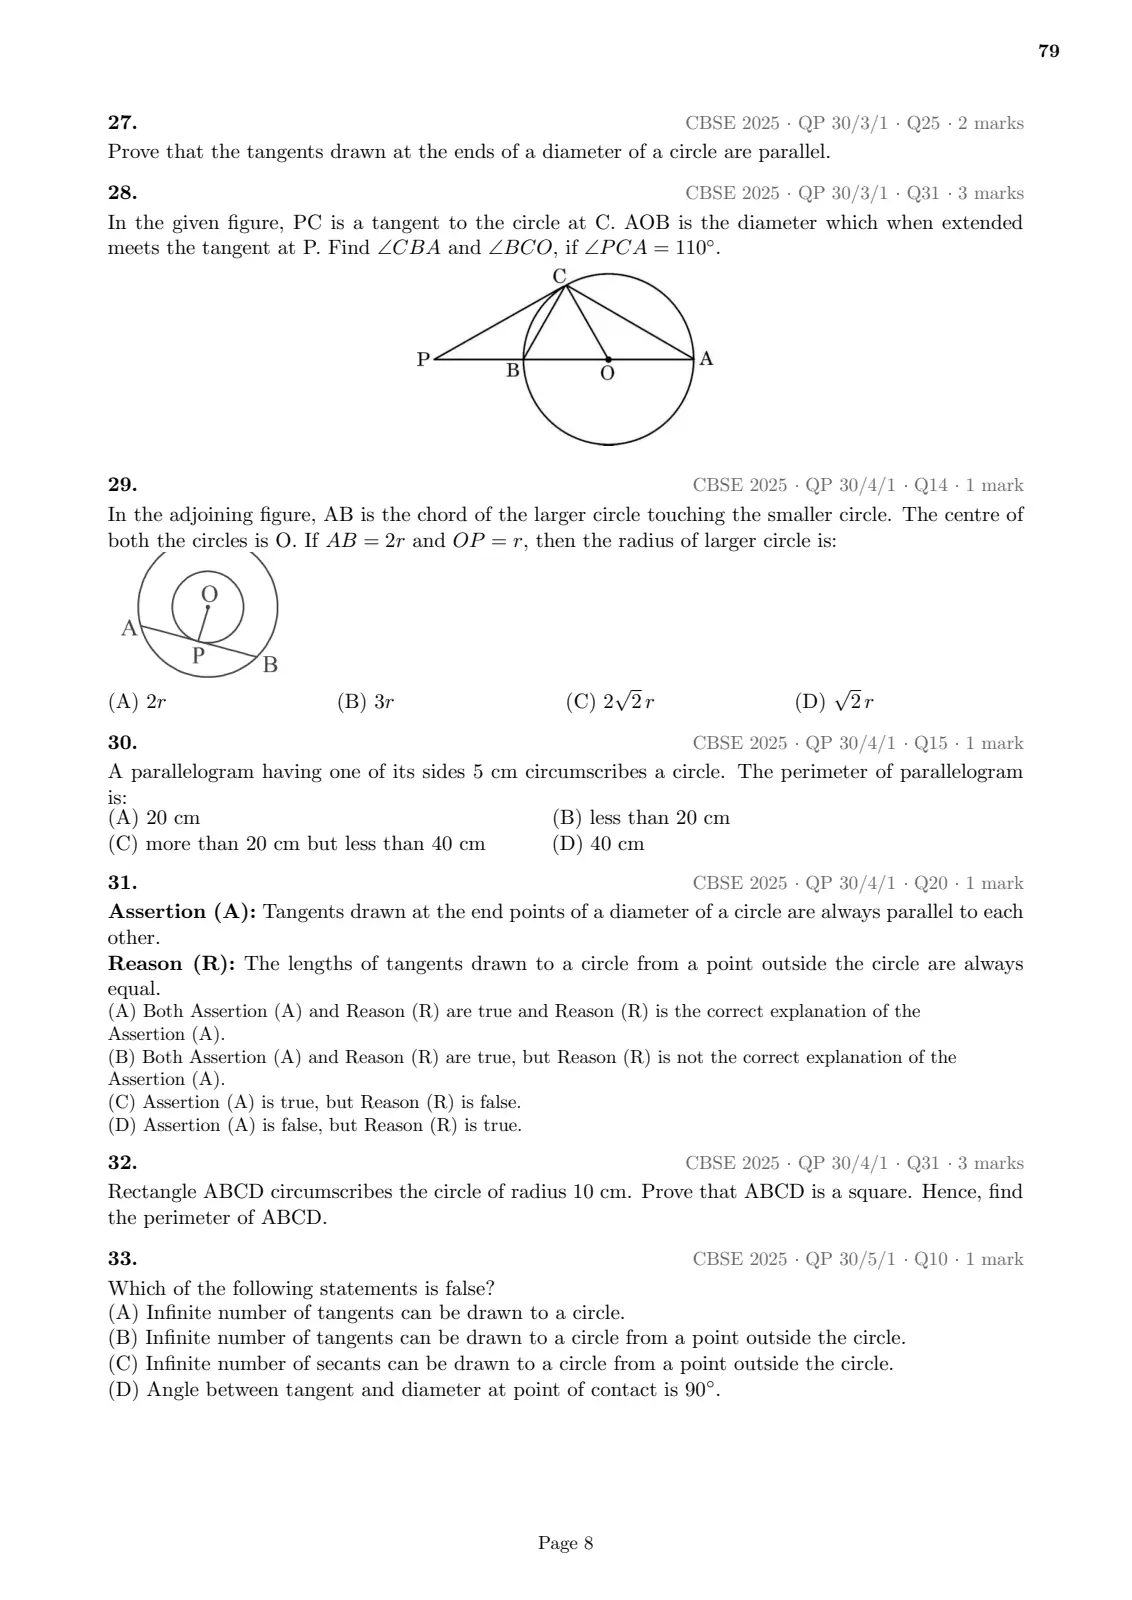 79
27. CBSE 2025 · QP 30/3/1 · Q25 · 2 marks
Prove that the tangents drawn at the ends of a diameter of a circle are parallel.
28. CBSE 2025 · QP 30/3/1 · Q31 · 3 marks
In the given figure, PC is a tangent to the circle at C. AOB is the diameter which when extended
meets the tangent at P. Find ∠CBA and ∠BCO, if ∠PCA = 110°.
C
P
B
O
A
29. CBSE 2025 · QP 30/4/1 · Q14 · 1 mark
In the adjoining figure, AB is the chord of the larger circle touching the smaller circle. The centre of
both the circles is O. If AB = 2r and OP = r, then the radius of larger circle is:
O
A
P
B
(A) 2r (B) 3r (C) 2√2 r (D) √2 r
30. CBSE 2025 · QP 30/4/1 · Q15 · 1 mark
A parallelogram having one of its sides 5 cm circumscribes a circle. The perimeter of parallelogram
is:
(A) 20 cm (B) less than 20 cm
(C) more than 20 cm but less than 40 cm (D) 40 cm
31. CBSE 2025 · QP 30/4/1 · Q20 · 1 mark
Assertion (A): Tangents drawn at the end points of a diameter of a circle are always parallel to each
other.
Reason (R): The lengths of tangents drawn to a circle from a point outside the circle are always
equal.
(A) Both Assertion (A) and Reason (R) are true and Reason (R) is the correct explanation of the
Assertion (A).
(B) Both Assertion (A) and Reason (R) are true, but Reason (R) is not the correct explanation of the
Assertion (A).
(C) Assertion (A) is true, but Reason (R) is false.
(D) Assertion (A) is false, but Reason (R) is true.
32. CBSE 2025 · QP 30/4/1 · Q31 · 3 marks
Rectangle ABCD circumscribes the circle of radius 10 cm. Prove that ABCD is a square. Hence, find
the perimeter of ABCD.
33. CBSE 2025 · QP 30/5/1 · Q10 · 1 mark
Which of the following statements is false?
(A) Infinite number of tangents can be drawn to a circle.
(B) Infinite number of tangents can be drawn to a circle from a point outside the circle.
(C) Infinite number of secants can be drawn to a circle from a point outside the circle.
(D) Angle between tangent and diameter at point of contact is 90°.
Page 8